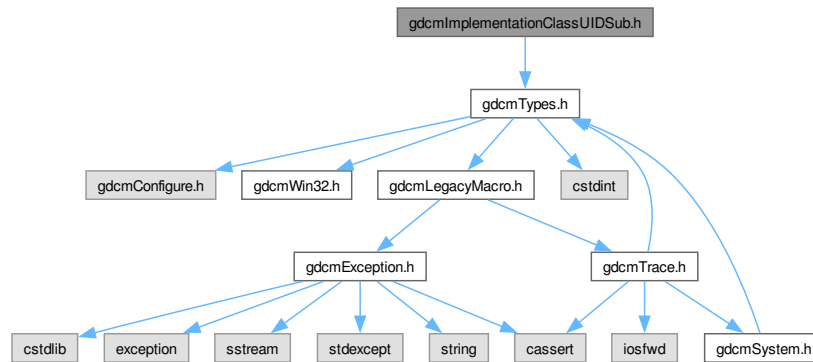 gdcmImplementationClassUIDSub.h
gdcmTypes.h
gdcmConfigure.h
gdcmWin32.h
gdcmLegacyMacro.h
cstdint
gdcmException.h
gdcmTrace.h
cstdlib
exception
sstream
stdexcept
string
cassert
iosfwd
gdcmSystem.h